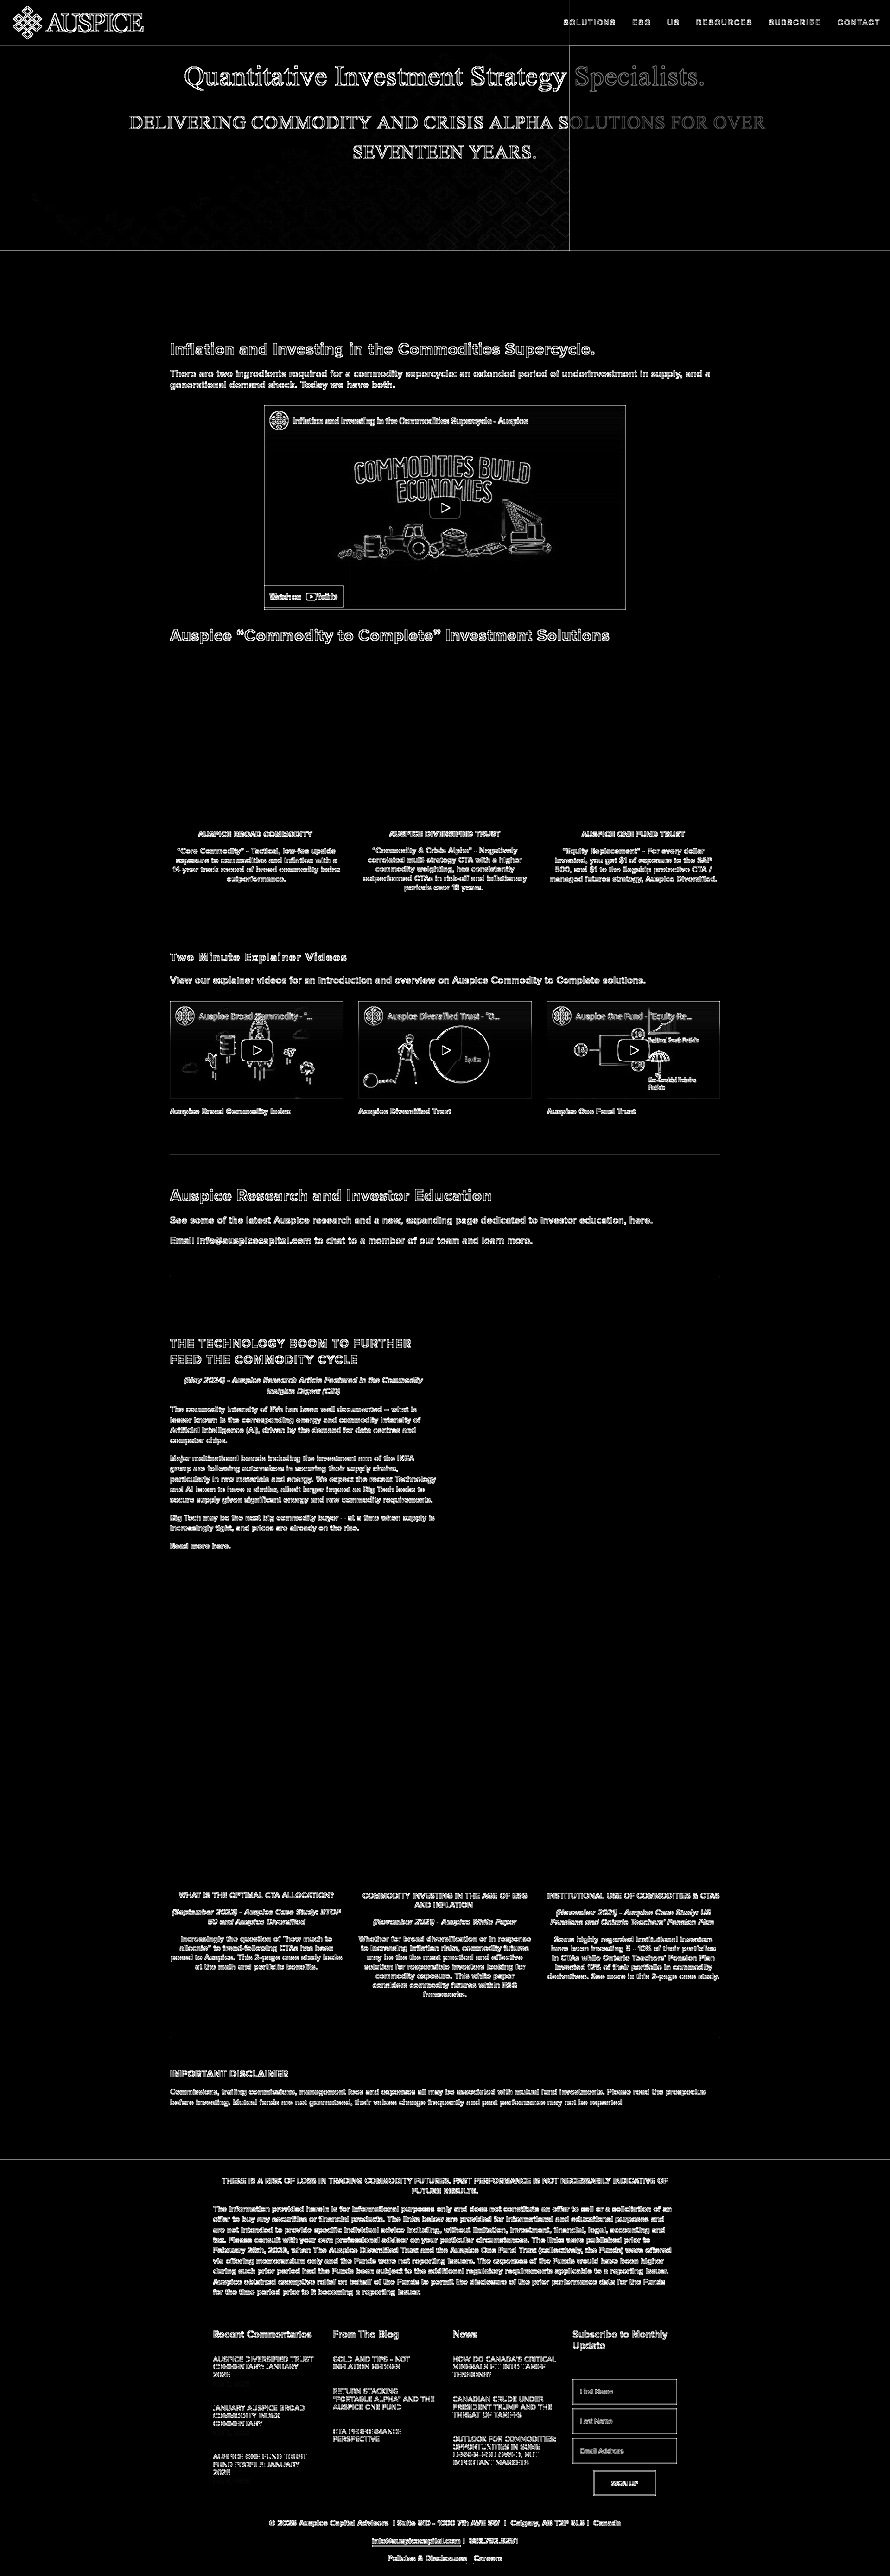 AUSPICE
SOLUTIONS ESG US RESOURCES SUBSCRIBE CONTACT
Quantitative Investment Strategy Specialists.
DELIVERING COMMODITY AND CRISIS ALPHA SOLUTIONS FOR OVER
SEVENTEEN YEARS.
Inflation and Investing in the Commodities Supercycle.
There are two ingredients required for a commodity supercycle: an extended period of underinvestment in supply, and a
generational demand shock. Today we have both.
Inflation and Investing in the Commodities Supercycle - Auspice
COMMODITIES BUILD
ECONOMIES
Watch on YouTube
Auspice “Commodity to Complete” Investment Solutions
AUSPICE BROAD COMMODITY
"Core Commodity" - Tactical, low-fee upside
exposure to commodities and inflation with a
14-year track record of broad commodity index
outperformance.
AUSPICE DIVERSIFIED TRUST
"Commodity & Crisis Alpha" - Negatively
correlated multi-strategy CTA with a higher
commodity weighting, has consistently
outperformed CTAs in risk-off and inflationary
periods over 18 years.
AUSPICE ONE FUND TRUST
"Equity Replacement" - For every dollar
invested, you get $1 of exposure to the S&P
500, and $1 to the flagship protective CTA /
managed futures strategy, Auspice Diversified.
Two Minute Explainer Videos
View our explainer videos for an introduction and overview on Auspice Commodity to Complete solutions.
Auspice Broad Commodity - "...
Auspice Diversified Trust - "O...
Equities
Auspice One Fund - "Equity Re...
Traditional Growth Portfolio
Non-Correlated Protective
Portfolio
Auspice Broad Commodity Index
Auspice Diversified Trust
Auspice One Fund Trust
Auspice Research and Investor Education
See some of the latest Auspice research and a new, expanding page dedicated to investor education, here.
Email info@auspicecapital.com to chat to a member of our team and learn more.
THE TECHNOLOGY BOOM TO FURTHER
FEED THE COMMODITY CYCLE
(May 2024) - Auspice Research Article Featured in the Commodity
Insights Digest (CID)
The commodity intensity of EVs has been well documented -- what is
lesser known is the corresponding energy and commodity intensity of
Artificial Intelligence (AI), driven by the demand for data centres and
computer chips.
Major multinational brands including the investment arm of the IKEA
group are following automakers in securing their supply chains,
particularly in raw materials and energy. We expect the recent Technology
and AI boom to have a similar, albeit larger impact as Big Tech looks to
secure supply given significant energy and raw commodity requirements.
Big Tech may be the next big commodity buyer -- at a time when supply is
increasingly tight, and prices are already on the rise.
Read more here.
WHAT IS THE OPTIMAL CTA ALLOCATION?
(September 2022) - Auspice Case Study: BTOP
50 and Auspice Diversified
Increasingly the question of "how much to
allocate" to trend-following CTAs has been
posed to Auspice. This 2-page case study looks
at the math and portfolio benefits.
COMMODITY INVESTING IN THE AGE OF ESG
AND INFLATION
(November 2021) - Auspice White Paper
Whether for broad diversification or in response
to increasing inflation risks, commodity futures
may be the the most practical and effective
solution for responsible investors looking for
commodity exposure. This white paper
considers commodity futures within ESG
frameworks.
INSTITUTIONAL USE OF COMMODITIES & CTAS
(November 2021) - Auspice Case Study: US
Pensions and Ontario Teachers' Pension Plan
Some highly regarded institutional investors
have been investing 5 - 10% of their portfolios
in CTAs while Ontario Teachers' Pension Plan
invested 12% of their portfolio in commodity
derivatives. See more in this 2-page case study.
IMPORTANT DISCLAIMER
Commissions, trailing commissions, management fees and expenses all may be associated with mutual fund investments. Please read the prospectus
before investing. Mutual funds are not guaranteed, their values change frequently and past performance may not be repeated
THERE IS A RISK OF LOSS IN TRADING COMMODITY FUTURES. PAST PERFORMANCE IS NOT NECESSARILY INDICATIVE OF
FUTURE RESULTS.
The information provided herein is for informational purposes only and does not constitute an offer to sell or a solicitation of an
offer to buy any securities or financial products. The links below are provided for informational and educational purposes and
are not intended to provide specific individual advice including, without limitation, investment, financial, legal, accounting and
tax. Please consult with your own professional advisor on your particular circumstances. The links were published prior to
February 28th, 2023, when The Auspice Diversified Trust and the Auspice One Fund Trust (collectively, the Funds) were offered
via offering memorandum only and the Funds were not reporting issuers. The expenses of the Funds would have been higher
during such prior period had the Funds been subject to the additional regulatory requirements applicable to a reporting issuer.
Auspice obtained exemptive relief on behalf of the Funds to permit the disclosure of the prior performance data for the Funds
for the time period prior to it becoming a reporting issuer.
Recent Commentaries
AUSPICE DIVERSIFIED TRUST
COMMENTARY: JANUARY
2025
JANUARY AUSPICE BROAD
COMMODITY INDEX
COMMENTARY
AUSPICE ONE FUND TRUST
FUND PROFILE: JANUARY
2025
From The Blog
GOLD AND TIPS - NOT
INFLATION HEDGES
RETURN STACKING
"PORTABLE ALPHA" AND THE
AUSPICE ONE FUND
CTA PERFORMANCE
PERSPECTIVE
News
HOW DO CANADA'S CRITICAL
MINERALS FIT INTO TARIFF
TENSIONS?
CANADIAN CRUDE UNDER
PRESIDENT TRUMP AND THE
THREAT OF TARIFFS
OUTLOOK FOR COMMODITIES:
OPPORTUNITIES IN SOME
LESSER-FOLLOWED, BUT
IMPORTANT MARKETS
Subscribe to Monthly
Update
First Name
Last Name
Email Address
SIGN UP
© 2025 Auspice Capital Advisors | Suite 510 - 1000 7th AVE SW | Calgary, AB T2P 5L5 | Canada
info@auspicecapital.com |
Policies & Disclosures Careers